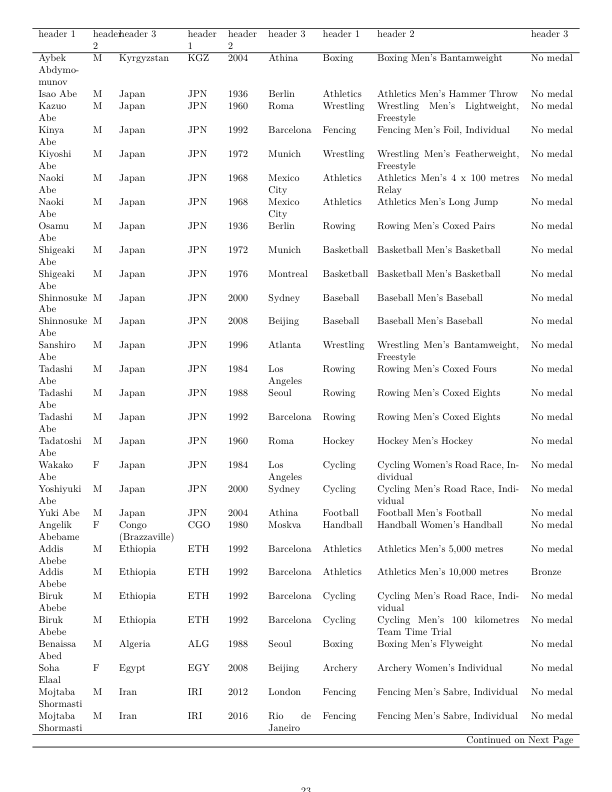 header 1 header 2 header 3 header 1 header 2 header 3 header 1 header 2 header 3
Aybek Abdymo-munov M Kyrgyzstan KGZ 2004 Athina Boxing Boxing Men's Bantamweight No medal
Isao Abe M Japan JPN 1936 Berlin Athletics Athletics Men's Hammer Throw No medal
Kazuo Abe M Japan JPN 1960 Roma Wrestling Wrestling Men's Lightweight, Freestyle No medal
Kinya Abe M Japan JPN 1992 Barcelona Fencing Fencing Men's Foil, Individual No medal
Kiyoshi Abe M Japan JPN 1972 Munich Wrestling Wrestling Men's Featherweight, Freestyle No medal
Naoki Abe M Japan JPN 1968 Mexico City Athletics Athletics Men's 4 x 100 metres Relay No medal
Naoki Abe M Japan JPN 1968 Mexico City Athletics Athletics Men's Long Jump No medal
Osamu Abe M Japan JPN 1936 Berlin Rowing Rowing Men's Coxed Pairs No medal
Shigeaki Abe M Japan JPN 1972 Munich Basketball Basketball Men's Basketball No medal
Shigeaki Abe M Japan JPN 1976 Montreal Basketball Basketball Men's Basketball No medal
Shinnosuke Abe M Japan JPN 2000 Sydney Baseball Baseball Men's Baseball No medal
Shinnosuke Abe M Japan JPN 2008 Beijing Baseball Baseball Men's Baseball No medal
Sanshiro Abe M Japan JPN 1996 Atlanta Wrestling Wrestling Men's Bantamweight, Freestyle No medal
Tadashi Abe M Japan JPN 1984 Los Angeles Rowing Rowing Men's Coxed Fours No medal
Tadashi Abe M Japan JPN 1988 Seoul Rowing Rowing Men's Coxed Eights No medal
Tadashi Abe M Japan JPN 1992 Barcelona Rowing Rowing Men's Coxed Eights No medal
Tadatoshi Abe M Japan JPN 1960 Roma Hockey Hockey Men's Hockey No medal
Wakako Abe F Japan JPN 1984 Los Angeles Cycling Cycling Women's Road Race, In-dividual No medal
Yoshiyuki Abe M Japan JPN 2000 Sydney Cycling Cycling Men's Road Race, Indi-vidual No medal
Yuki Abe M Japan JPN 2004 Athina Football Football Men's Football No medal
Angelik Abebame F Congo (Brazzaville) CGO 1980 Moskva Handball Handball Women's Handball No medal
Addis Abebe M Ethiopia ETH 1992 Barcelona Athletics Athletics Men's 5,000 metres No medal
Addis Abebe M Ethiopia ETH 1992 Barcelona Athletics Athletics Men's 10,000 metres Bronze
Biruk Abebe M Ethiopia ETH 1992 Barcelona Cycling Cycling Men's Road Race, Indi-vidual No medal
Biruk Abebe M Ethiopia ETH 1992 Barcelona Cycling Cycling Men's 100 kilometres Team Time Trial No medal
Benaissa Abed M Algeria ALG 1988 Seoul Boxing Boxing Men's Flyweight No medal
Soha Elaal F Egypt EGY 2008 Beijing Archery Archery Women's Individual No medal
Mojtaba Shormasti M Iran IRI 2012 London Fencing Fencing Men's Sabre, Individual No medal
Mojtaba Shormasti M Iran IRI 2016 Rio de Janeiro Fencing Fencing Men's Sabre, Individual No medal
Continued on Next Page
23